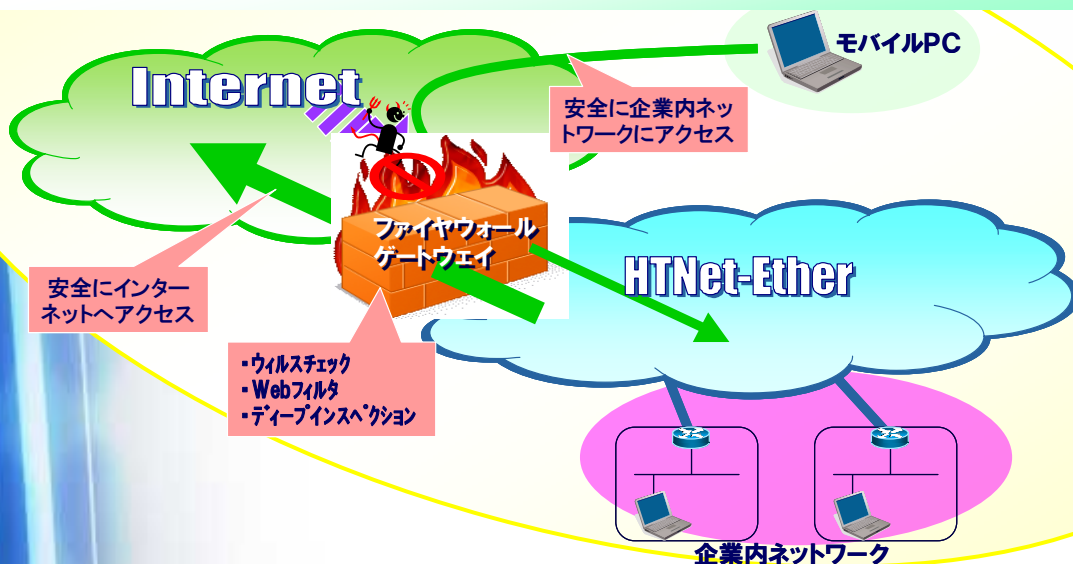 Internet
モバイルPC
安全に企業内ネッ
トワークにアクセス
ファイヤウォール
ゲートウェイ
HTNet-Ether
安全にインター
ネットへアクセス
・ウィルスチェック
・Webフィルタ
・ディープインスペクション
企業内ネットワーク